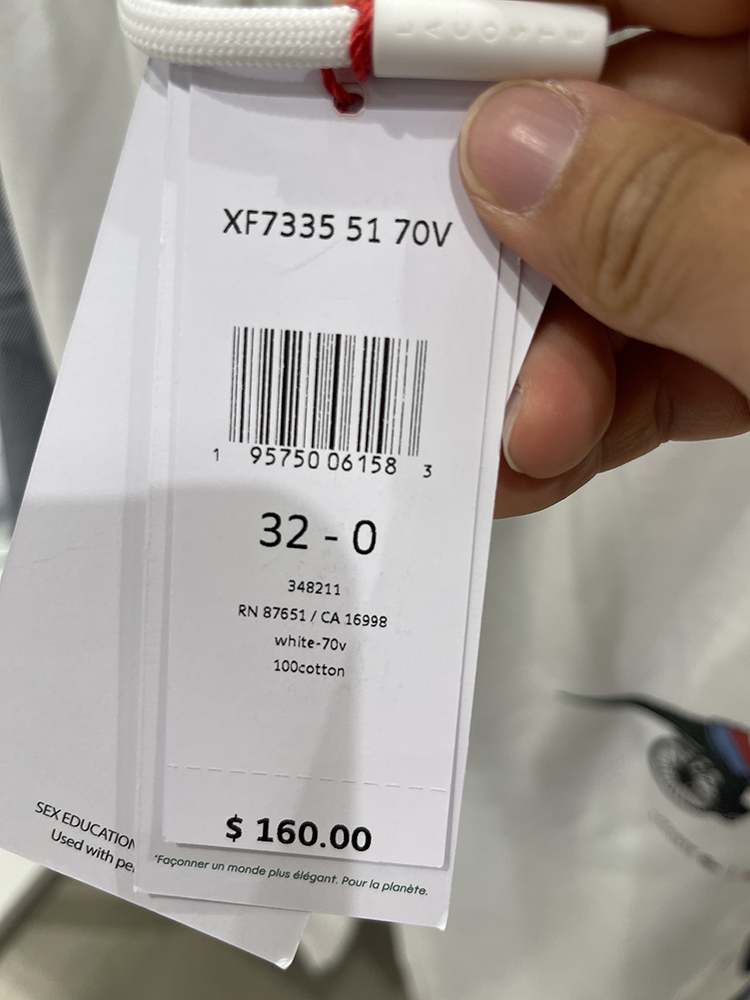 LACOSTE
XF7335 51 70V
1 95750 06158 3
32 - 0
348211
RN 87651 / CA 16998
white-70v
100cotton
$ 160.00
SEX EDUCATION
Used with
"Façonner un monde plus élégant. Pour la planète.